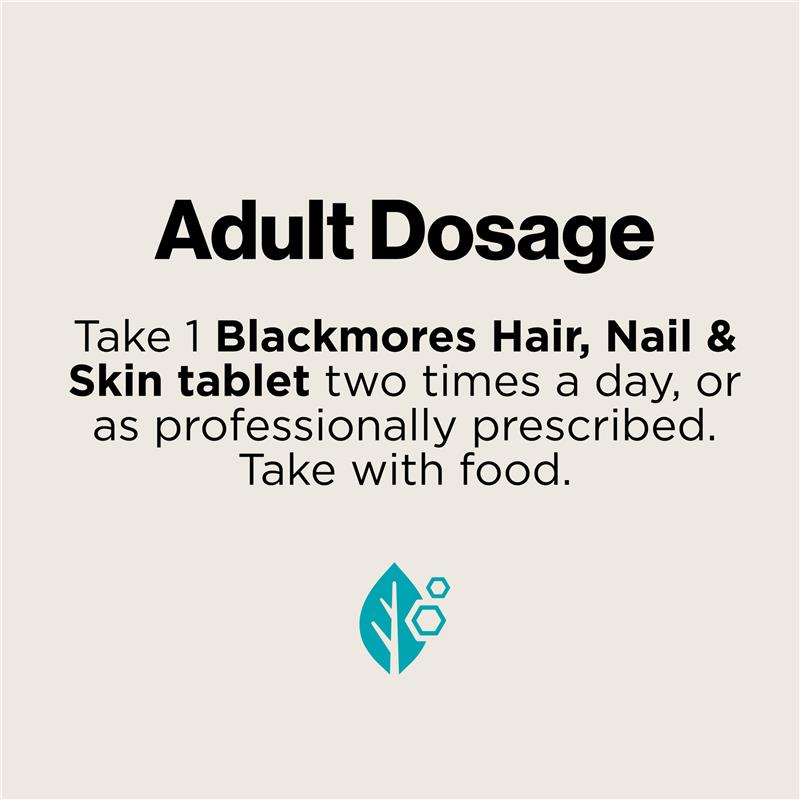 Adult Dosage
Take 1 Blackmores Hair, Nail &
Skin tablet two times a day, or
as professionally prescribed.
Take with food.